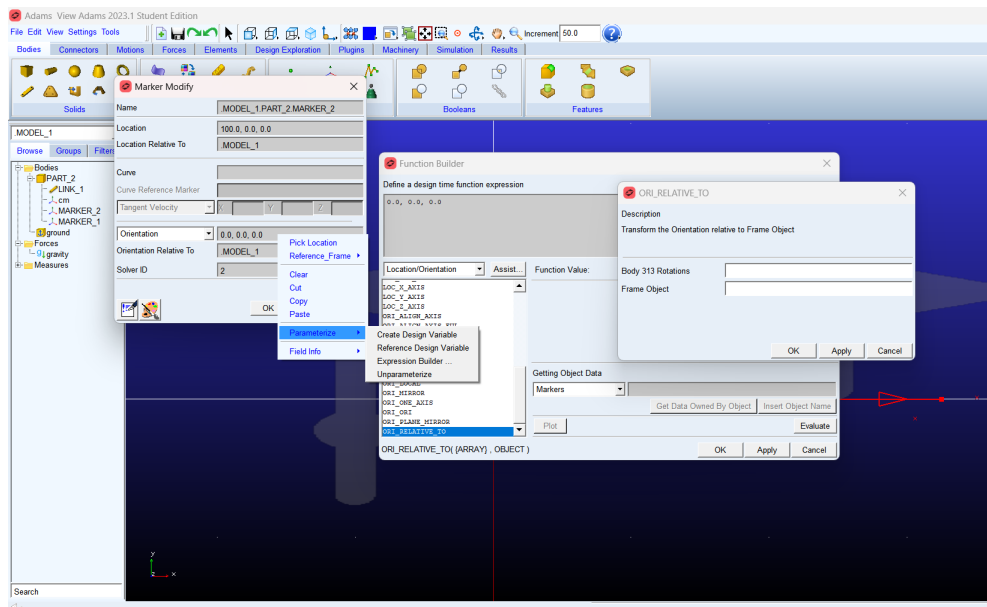 Adams View Adams 2023.1 Student Edition
File Edit View Settings Tools
Increment 50.0
?
Bodies Connectors Motions Forces Elements Design Exploration Plugins Machinery Simulation Results
Solids
Booleans
Features
Marker Modify
Name .MODEL_1.PART_2.MARKER_2
Location 100.0, 0.0, 0.0
Location Relative To .MODEL_1
Curve
Curve Reference Marker
Tangent Velocity X Y Z
Orientation 0.0, 0.0, 0.0
Orientation Relative To .MODEL_1
Solver ID 2
OK
.MODEL_1
Browse Groups Filters
Bodies
PART_2
LINK_1
cm
MARKER_2
MARKER_1
ground
Forces
gravity
Measures
Search
Pick Location
Reference_Frame
Clear
Cut
Copy
Paste
Parameterize
Field Info
Create Design Variable
Reference Design Variable
Expression Builder ...
Unparameterize
Function Builder
Define a design time function expression
0.0, 0.0, 0.0
Location/Orientation Assist... Function Value:
LOC_X_AXIS
LOC_Y_AXIS
LOC_Z_AXIS
ORI_ALIGN_AXIS
ORI_ALIGN_AXIS_EUL
ORI_LOCAL
ORI_MIRROR
ORI_ONE_AXIS
ORI_ORI
ORI_PLANE_MIRROR
ORI_RELATIVE_TO
Getting Object Data
Markers
Get Data Owned By Object Insert Object Name
Plot Evaluate
ORI_RELATIVE_TO( {ARRAY} , OBJECT )
OK Apply Cancel
ORI_RELATIVE_TO
Description
Transform the Orientation relative to Frame Object
Body 313 Rotations
Frame Object
OK Apply Cancel
y
z x